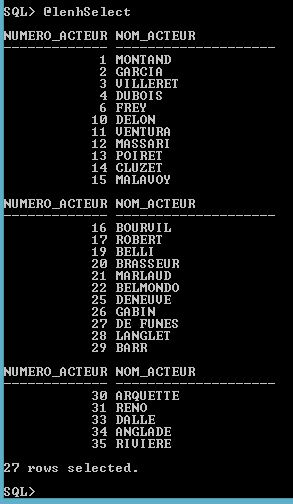 SQL> @lenhSelect
NUMERO_ACTEUR NOM_ACTEUR
1 MONTAND
2 GARCIA
3 VILLERET
4 DUBOIS
6 FREY
10 DELON
11 VENTURA
12 MASSARI
13 POIRET
14 CLUZET
15 MALAVOY
NUMERO_ACTEUR NOM_ACTEUR
16 BOURVIL
17 ROBERT
19 BELLI
20 BRASSEUR
21 MARLAUD
22 BELMONDO
25 DENEUVE
26 GABIN
27 DE FUNES
28 LANGLET
29 BARR
NUMERO_ACTEUR NOM_ACTEUR
30 ARQUETTE
31 RENO
33 DALLE
34 ANGLADE
35 RIVIERE
27 rows selected.
SQL>